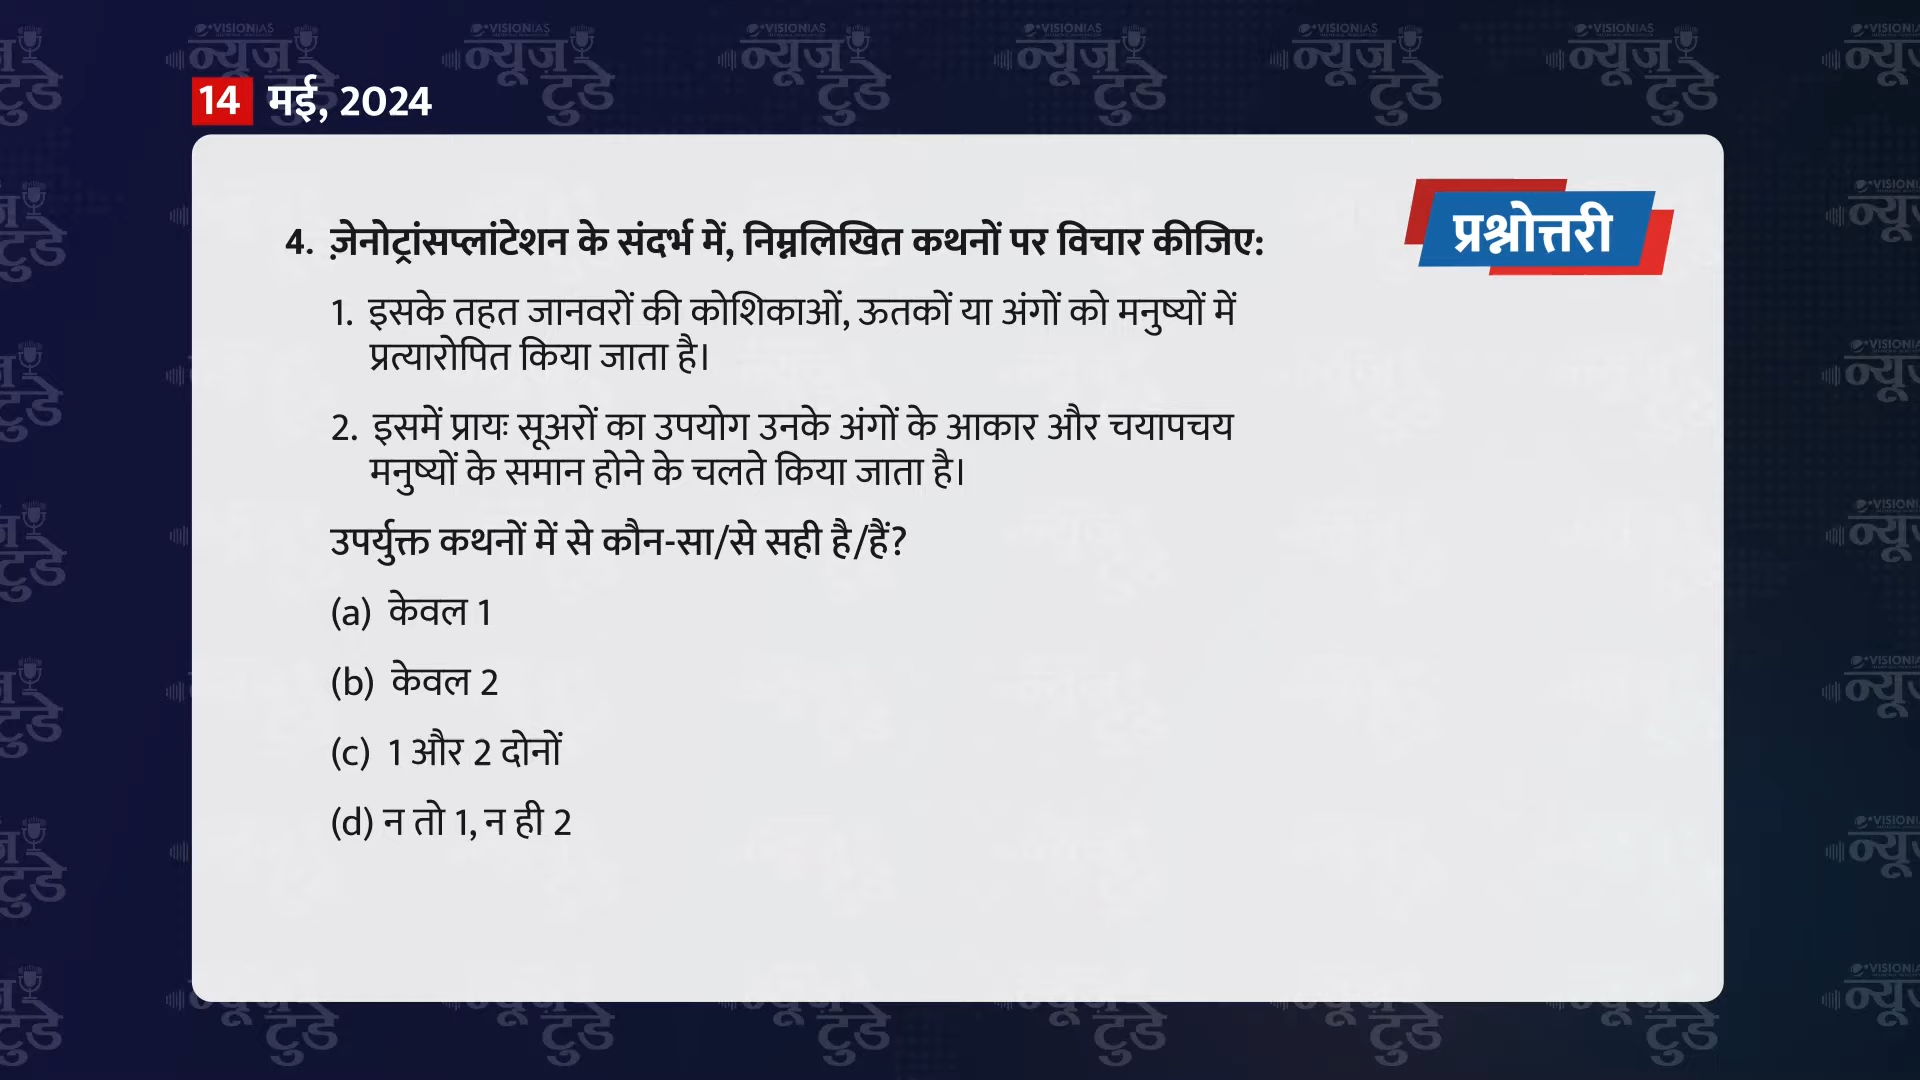 14 मई, 2024
प्रश्नोत्तरी
4. ज़ेनोट्रांसप्लांटेशन के संदर्भ में, निम्नलिखित कथनों पर विचार कीजिए:
1. इसके तहत जानवरों की कोशिकाओं, ऊतकों या अंगों को मनुष्यों में
प्रत्यारोपित किया जाता है।
2. इसमें प्रायः सूअरों का उपयोग उनके अंगों के आकार और चयापचय
मनुष्यों के समान होने के चलते किया जाता है।
उपर्युक्त कथनों में से कौन-सा/से सही है/हैं?
(a) केवल 1
(b) केवल 2
(c) 1 और 2 दोनों
(d) न तो 1, न ही 2
VISIONIAS
न्यूज़
टुडे